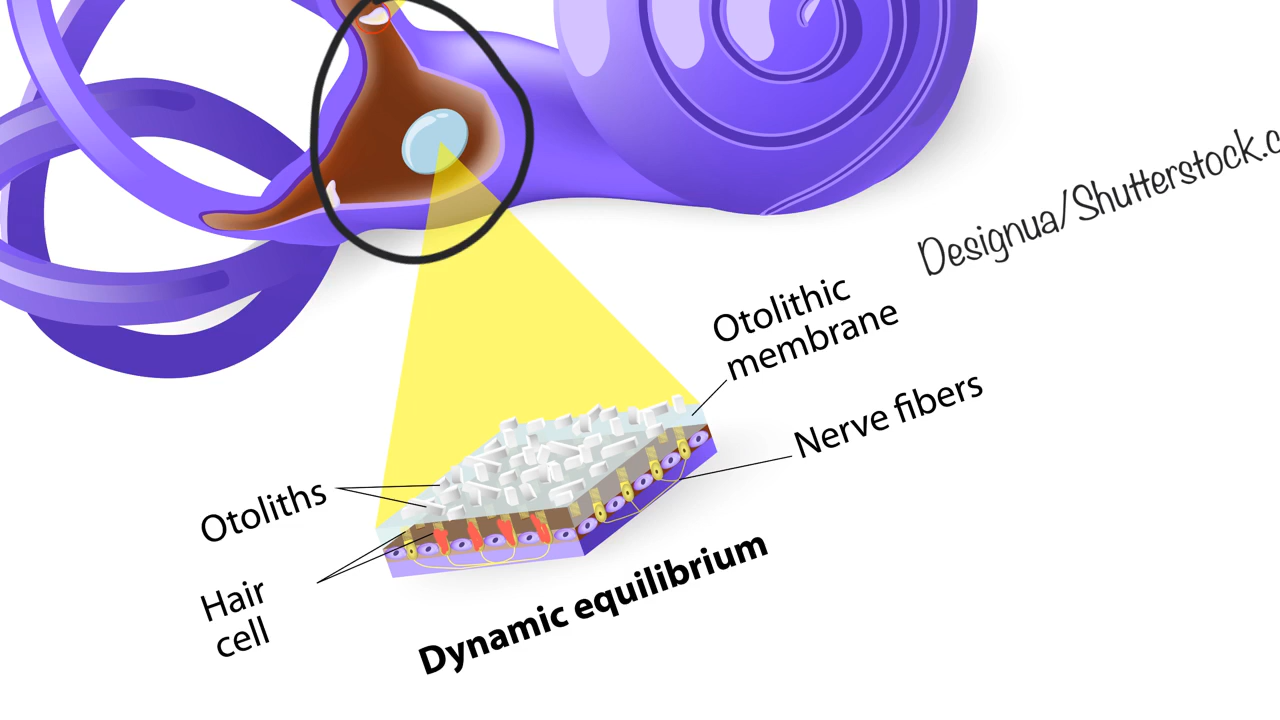 Designua/Shutterstock.c
Otolithic
membrane
Nerve fibers
Otoliths
Hair
cell
Dynamic equilibrium